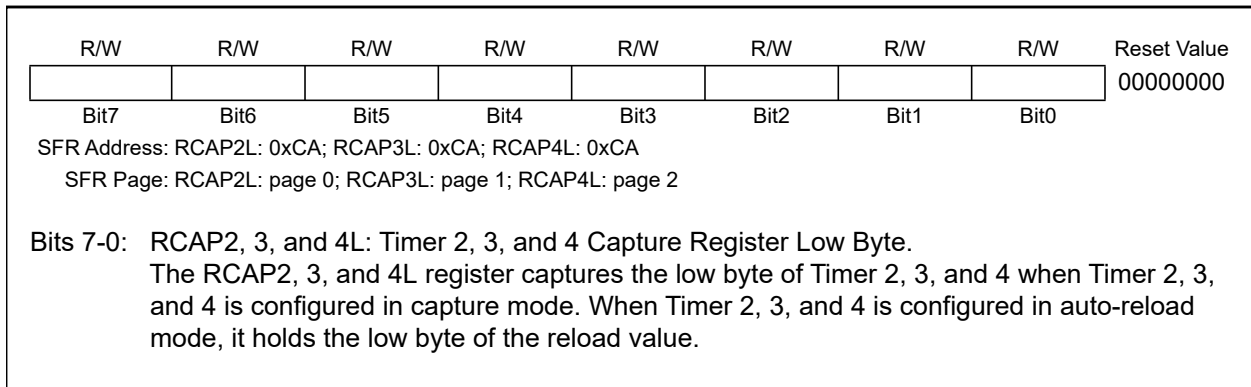 R/W R/W R/W R/W R/W R/W R/W R/W Reset Value
00000000
Bit7 Bit6 Bit5 Bit4 Bit3 Bit2 Bit1 Bit0
SFR Address: RCAP2L: 0xCA; RCAP3L: 0xCA; RCAP4L: 0xCA
SFR Page: RCAP2L: page 0; RCAP3L: page 1; RCAP4L: page 2
Bits 7-0: RCAP2, 3, and 4L: Timer 2, 3, and 4 Capture Register Low Byte.
The RCAP2, 3, and 4L register captures the low byte of Timer 2, 3, and 4 when Timer 2, 3,
and 4 is configured in capture mode. When Timer 2, 3, and 4 is configured in auto-reload
mode, it holds the low byte of the reload value.